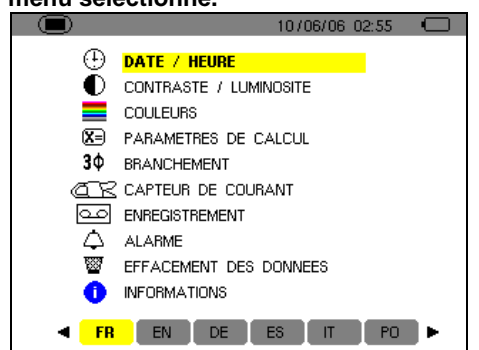 menu sélectionné.
10/06/06 02:55
DATE / HEURE
CONTRASTE / LUMINOSITE
COULEURS
X= PARAMETRES DE CALCUL
3Φ BRANCHEMENT
CAPTEUR DE COURANT
ENREGISTREMENT
ALARME
EFFACEMENT DES DONNEES
i INFORMATIONS
FR EN DE ES IT PO